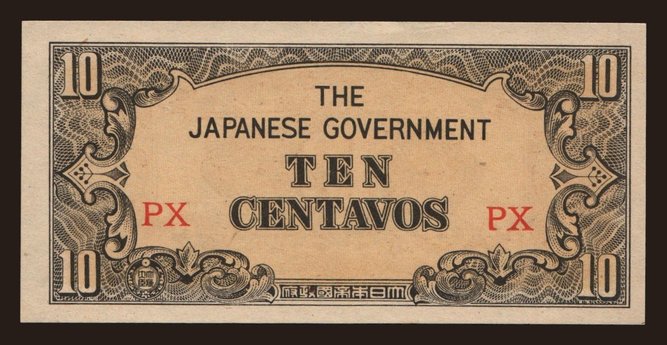 10 10
THE
JAPANESE GOVERNMENT
TEN
PX CENTAVOS PX
10 10
府政國帝本日大